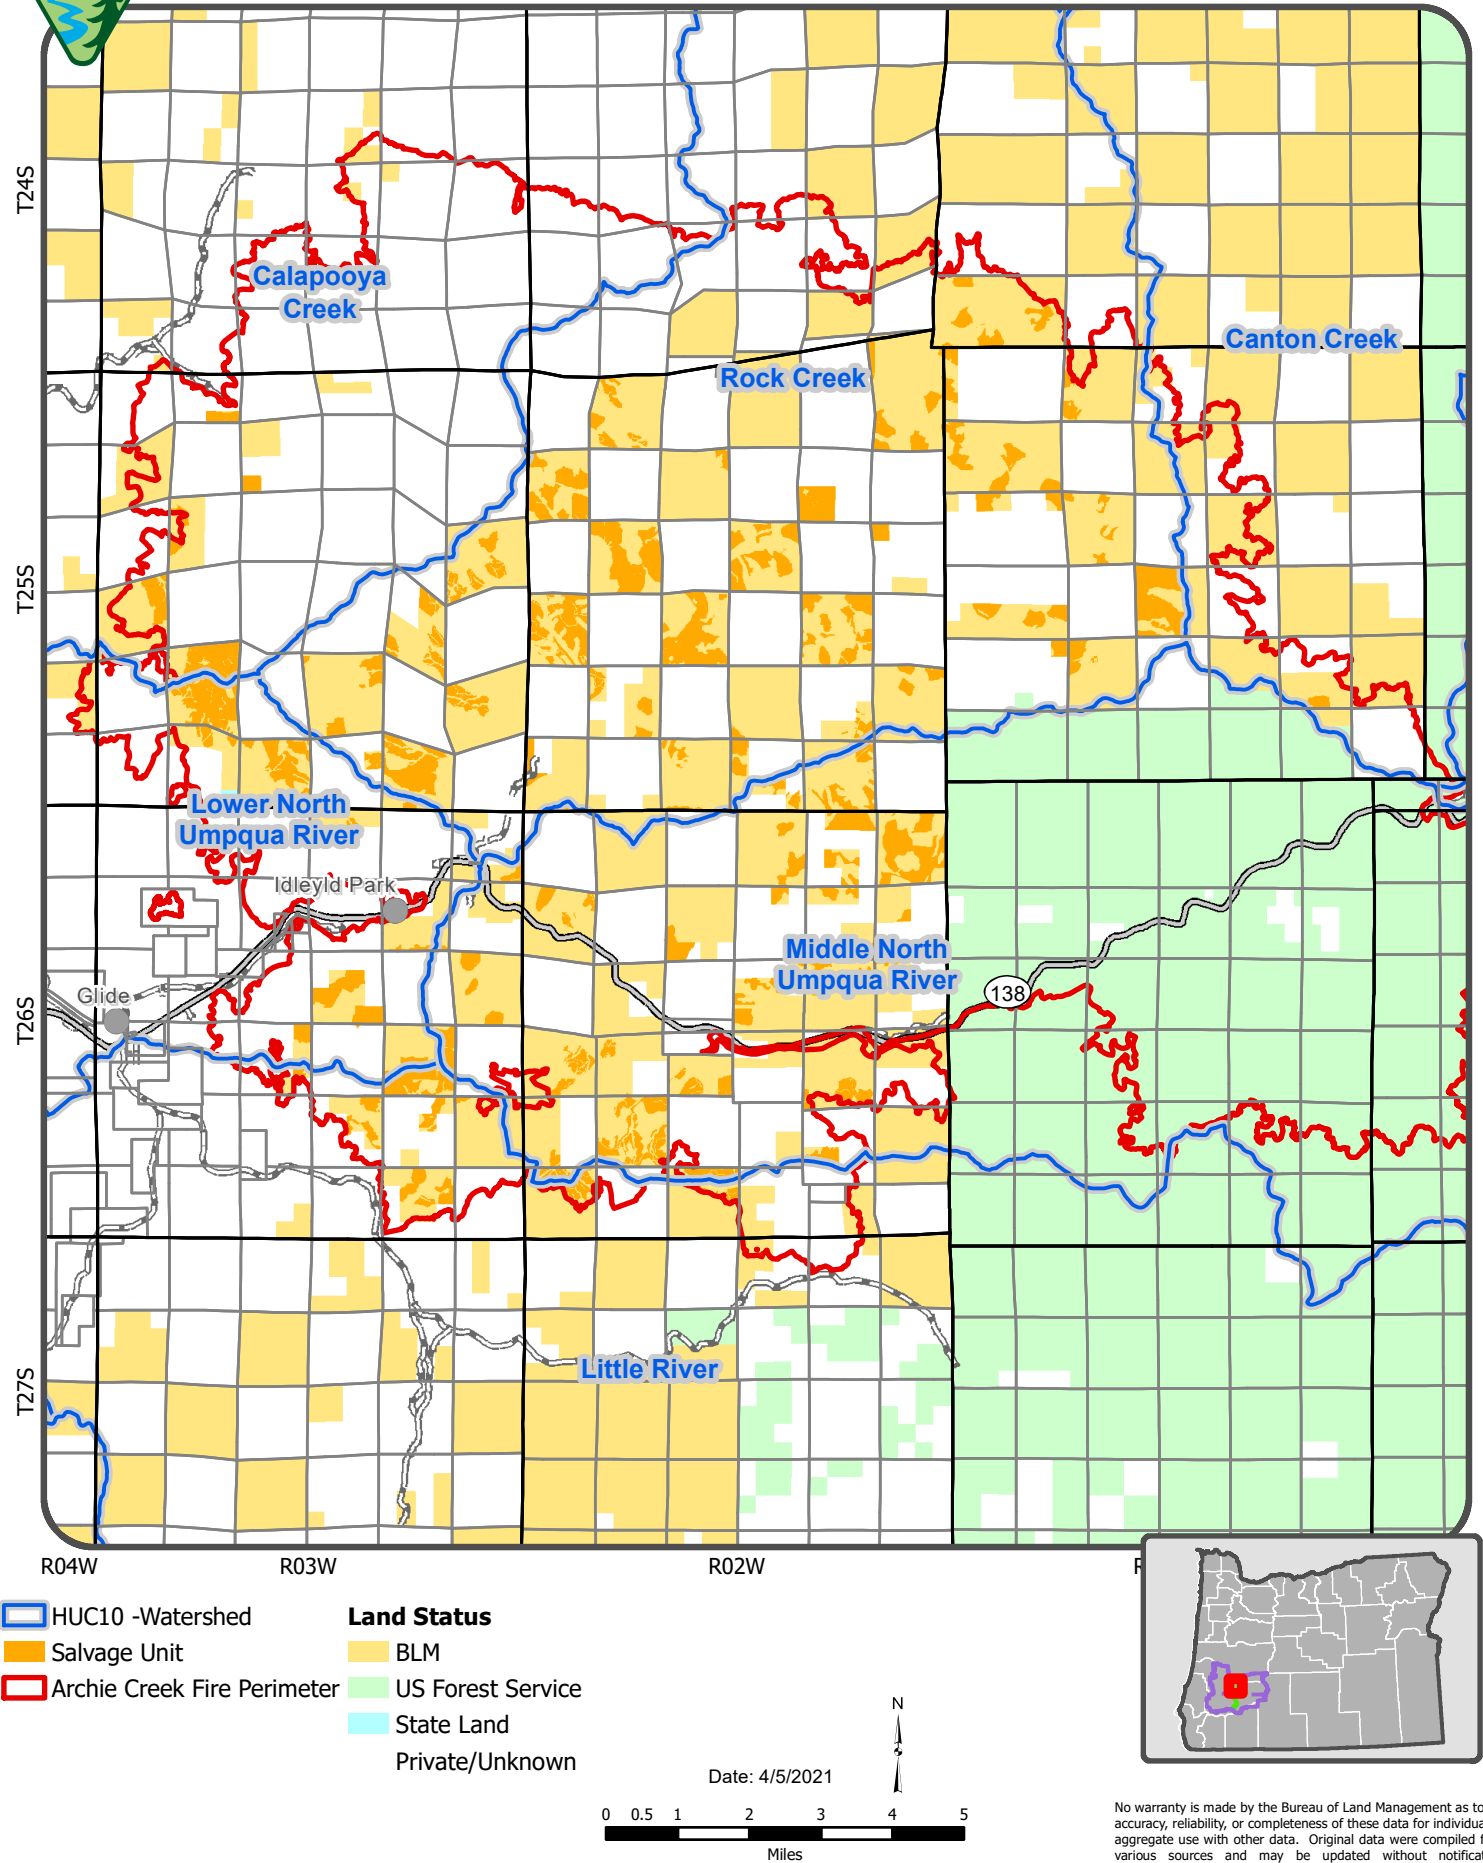 T24S
Calapooya
Creek
Canton Creek
Rock Creek
T25S
Lower North
Umpqua River
Idleyld Park
Middle North
Umpqua River
138
Glide
T26S
Little River
T27S
R04W
R03W
R02W
HUC10 -Watershed
Salvage Unit
Archie Creek Fire Perimeter
Land Status
BLM
US Forest Service
State Land
Private/Unknown
N
Date: 4/5/2021
0 0.5 1 2 3 4 5
Miles
No warranty is made by the Bureau of Land Management as to
accuracy, reliability, or completeness of these data for
aggregate use with other data. Original data were compiled
various sources and may be updated without